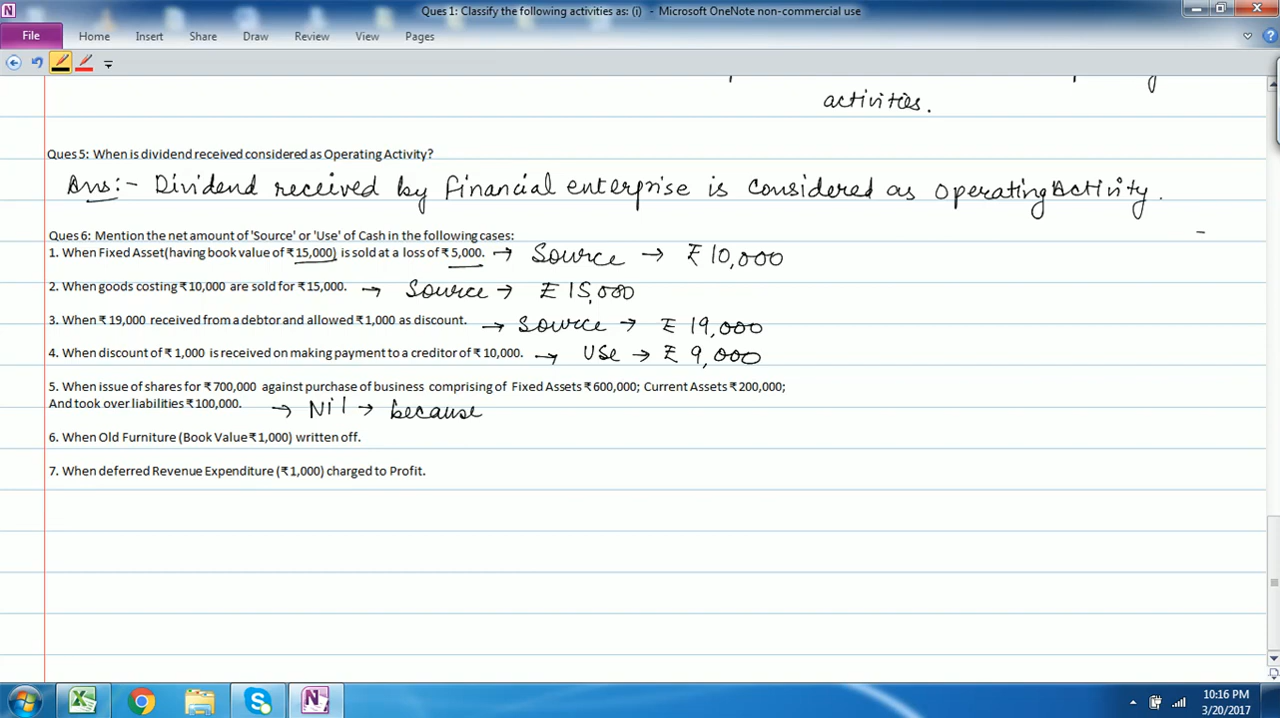 Ques 1: Classify the following activities as: (i) - Microsoft OneNote non-commercial use
File Home Insert Share Draw Review View Pages
activities.
Ques 5: When is dividend received considered as Operating Activity?
Ans:- Dividend received by financial enterprise is considered as Operating Activity.
Ques 6: Mention the net amount of 'Source' or 'Use' of Cash in the following cases:
1. When Fixed Asset(having book value of ₹15,000) is sold at a loss of ₹5,000. → Source → ₹10,000
2. When goods costing ₹10,000 are sold for ₹15,000. → Source → ₹15,000
3. When ₹19,000 received from a debtor and allowed ₹1,000 as discount. → Source → ₹19,000
4. When discount of ₹1,000 is received on making payment to a creditor of ₹10,000. → Use → ₹9,000
5. When issue of shares for ₹700,000 against purchase of business comprising of Fixed Assets ₹600,000; Current Assets ₹200,000;
And took over liabilities ₹100,000. → Nil → because
6. When Old Furniture (Book Value ₹1,000) written off.
7. When deferred Revenue Expenditure (₹1,000) charged to Profit.
10:16 PM
3/20/2017